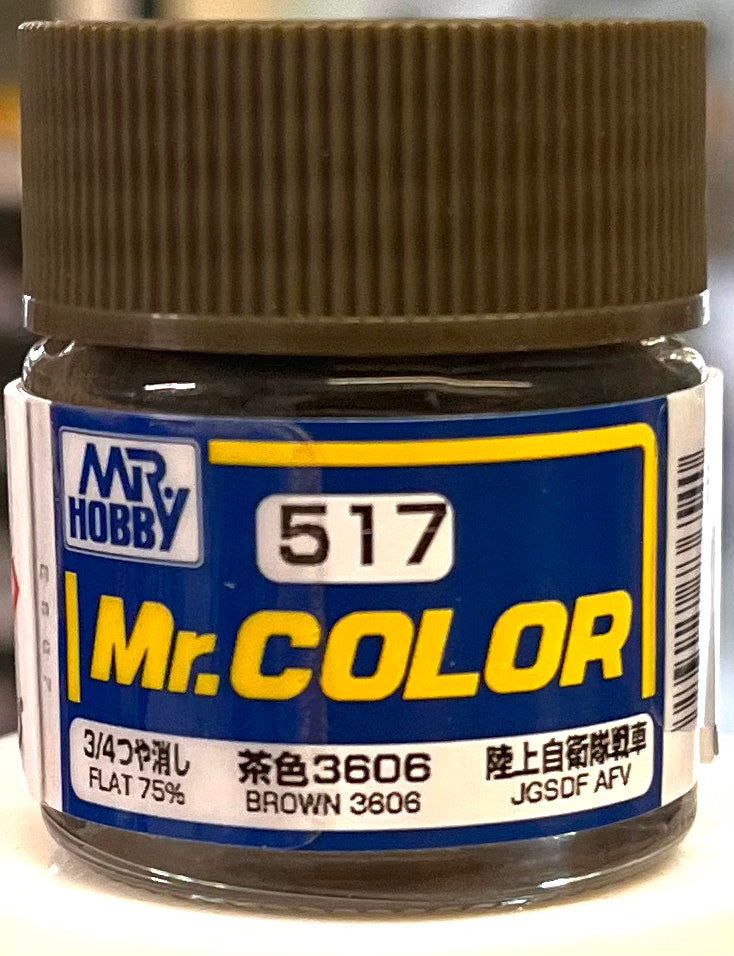 MR.
HOBBY
517
Mr.COLOR
3/4つや消し
FLAT 75%
茶色3606
BROWN 3606
陸上自衛隊戦車
JGSDF AFV